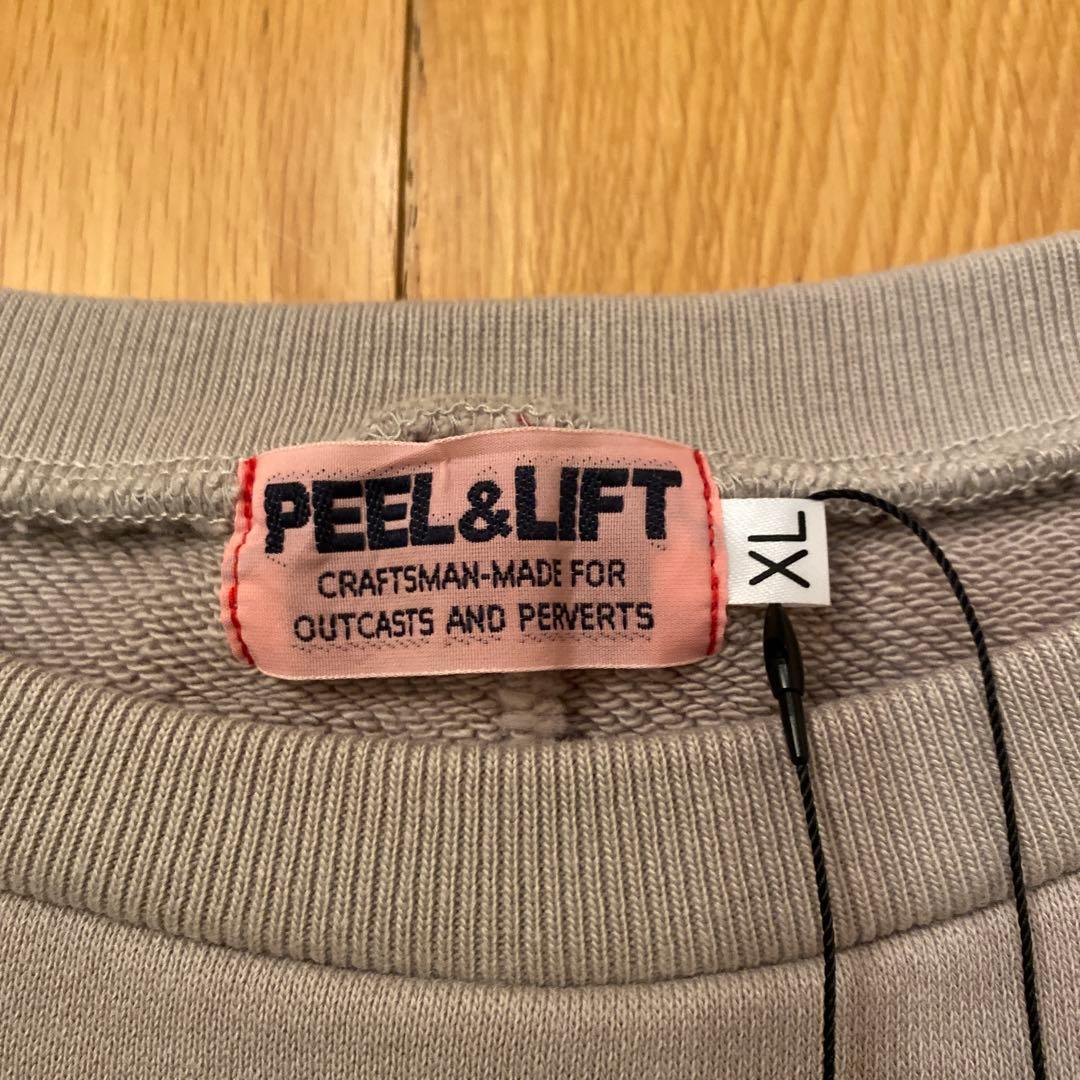 PEEL&LIFT
CRAFTSMAN-MADE FOR
OUTCASTS AND PERVERTS
XL